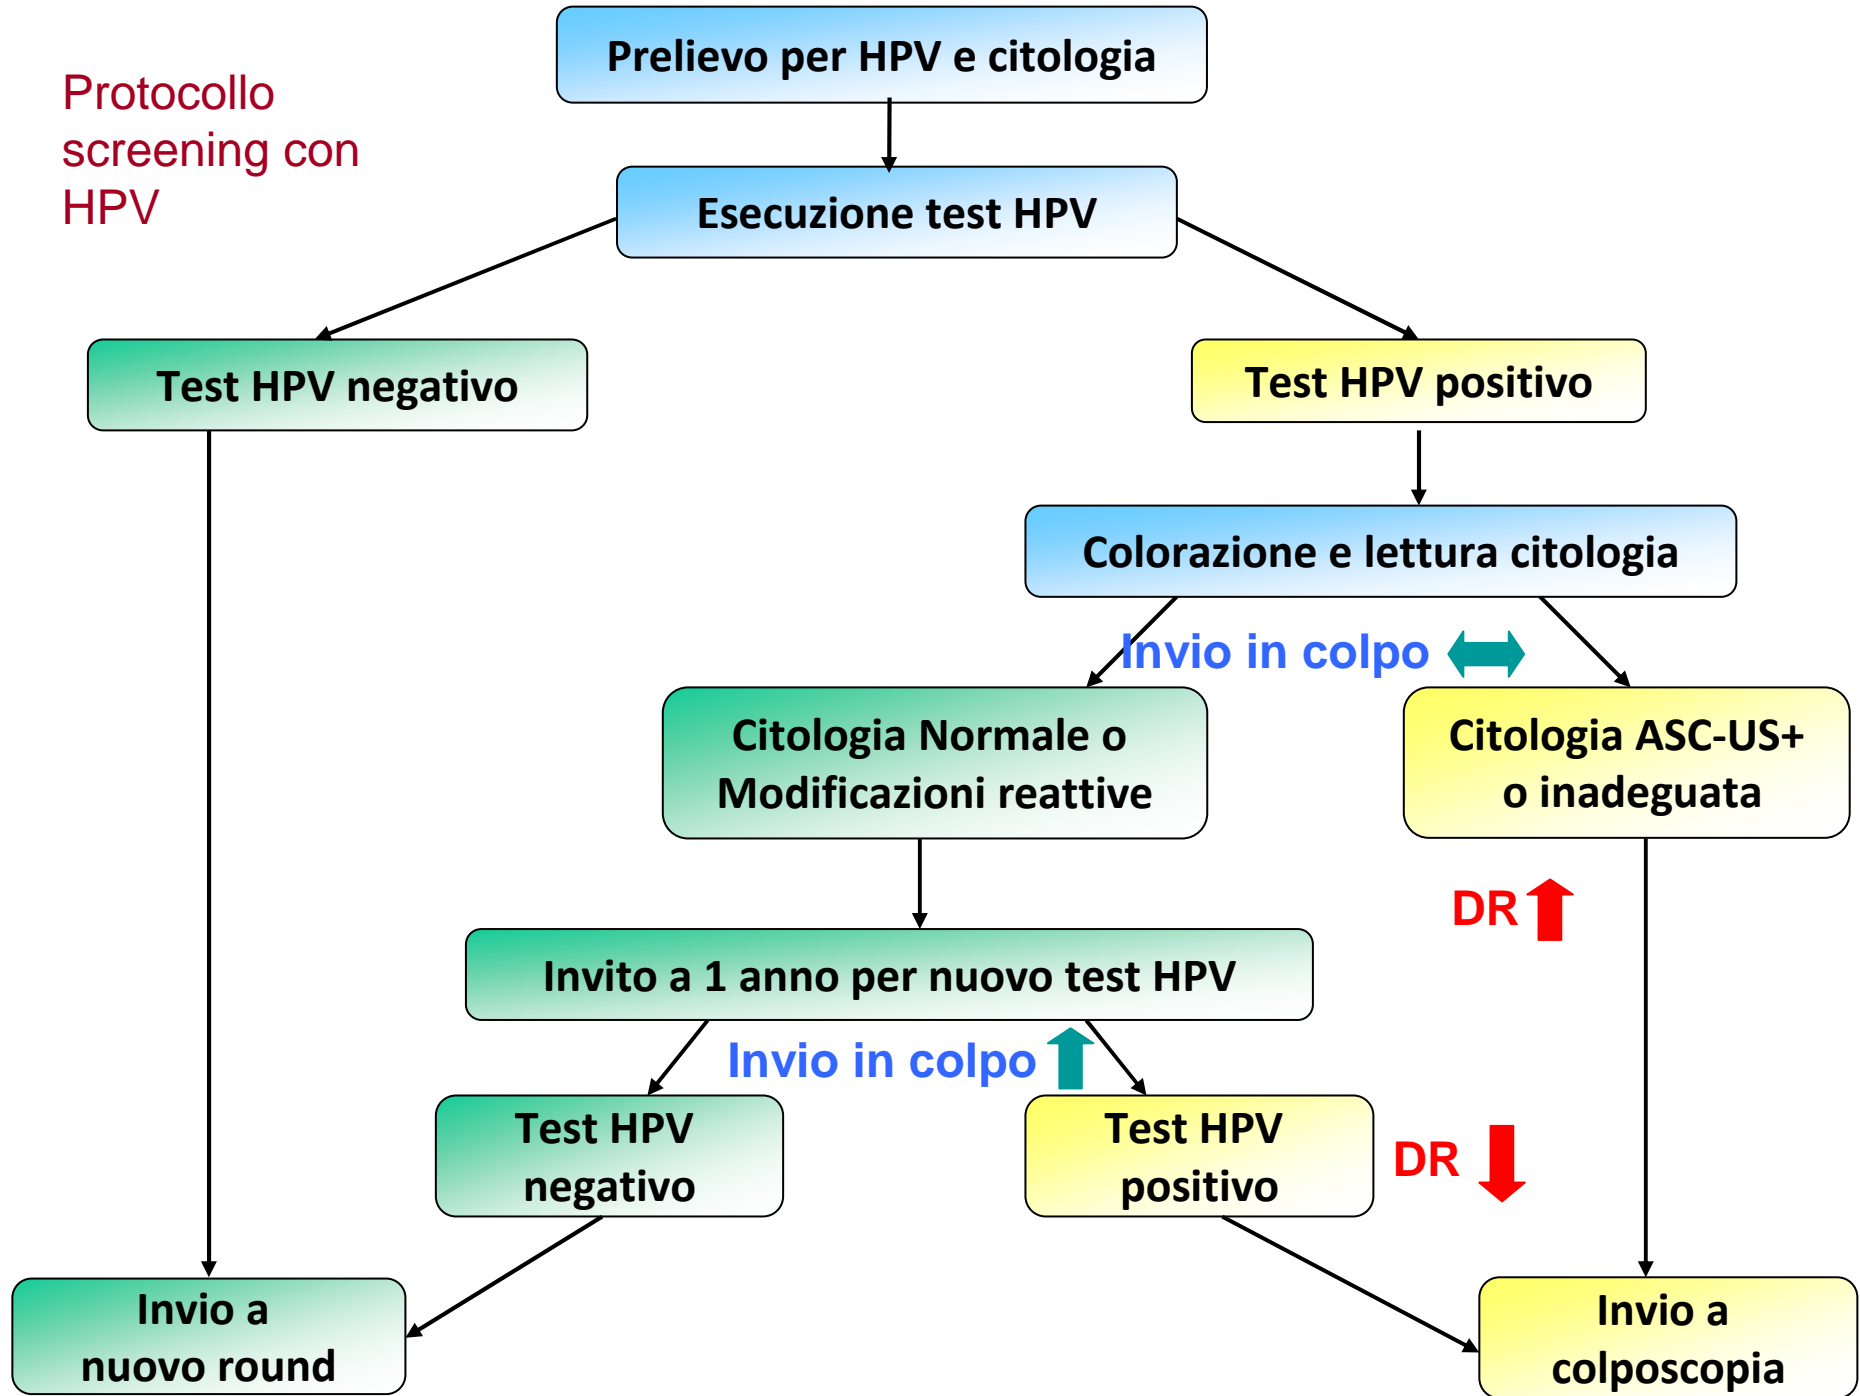 Prelievo per HPV e citologia
Protocollo
screening con
HPV
Esecuzione test HPV
Test HPV negativo
Test HPV positivo
Colorazione e lettura citologia
Invio in colpo
Citologia Normale o
Modificazioni reattive
Citologia ASC-US+
o inadeguata
DR
Invito a 1 anno per nuovo test HPV
Invio in colpo
Test HPV
negativo
Test HPV
positivo
DR
Invio a
nuovo round
Invio a
colposcopia